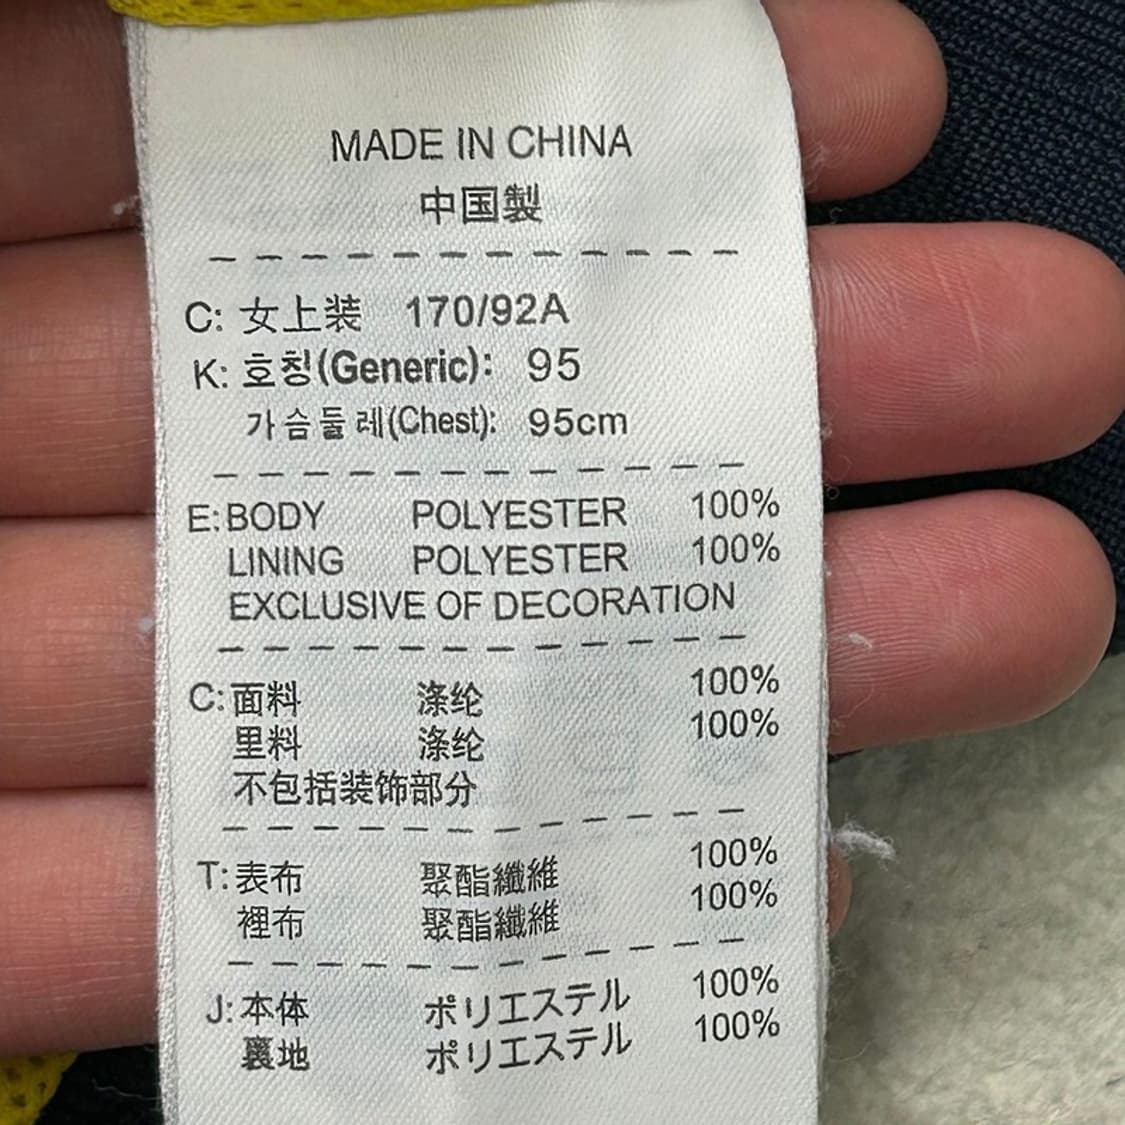 MADE IN CHINA
中国製
C: 女上装 170/92A
K: 호칭(Generic): 95
가슴둘레(Chest): 95cm
E: BODY POLYESTER 100%
LINING POLYESTER 100%
EXCLUSIVE OF DECORATION
C: 面料 涤纶 100%
里料 涤纶 100%
不包括装饰部分
T: 表布 聚酯纖維 100%
裡布 聚酯纖維 100%
J: 本体 ポリエステル 100%
裏地 ポリエステル 100%